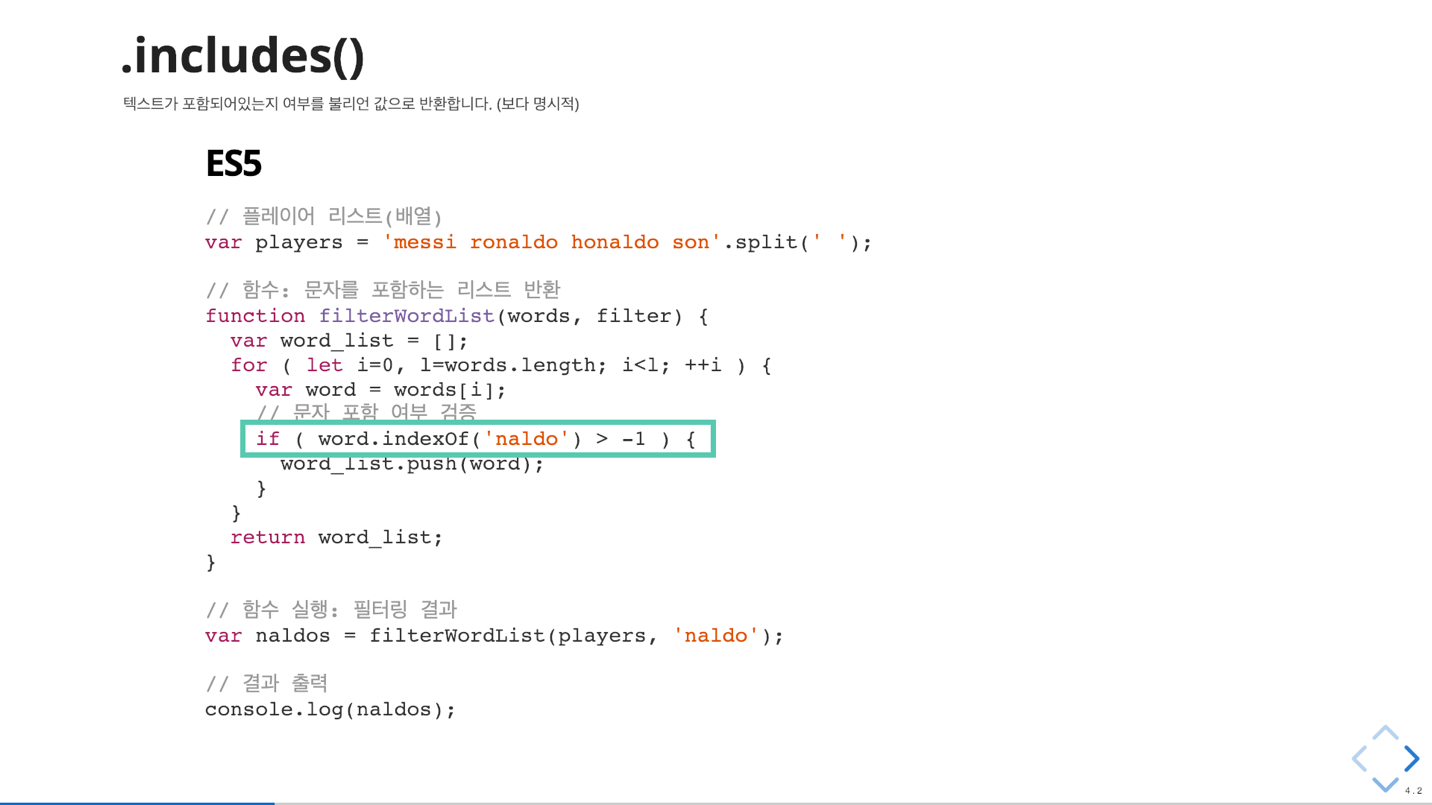 .includes()
텍스트가 포함되어있는지 여부를 불리언 값으로 반환합니다. (보다 명시적)
ES5
// 플레이어 리스트(배열)
var players = 'messi ronaldo honaldo son'.split(' ');
// 함수: 문자를 포함하는 리스트 반환
function filterWordList(words, filter) {
  var word_list = [];
  for ( let i=0, l=words.length; i<l; ++i ) {
    var word = words[i];
    // 문자 포함 여부 검증
    if ( word.indexOf('naldo') > -1 ) {
      word_list.push(word);
    }
  }
  return word_list;
}
// 함수 실행: 필터링 결과
var naldos = filterWordList(players, 'naldo');
// 결과 출력
console.log(naldos);
4.2